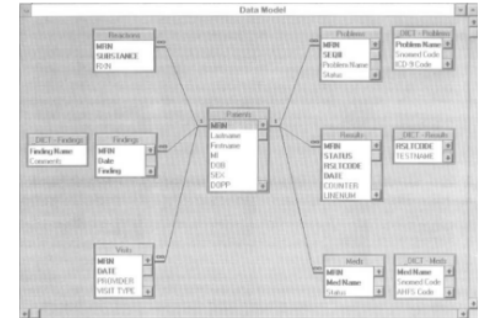 Data Model
Reactions
MRN
SUBSTANCE
RXN
Problems
MRN
SEQ#
Problem Name
Status
_DICT - Problems
Problem Name
Snomed Code
ICD 9 Code
Patients
MRN
Lastname
Firstname
MI
DOB
SEX
DOPP
_DICT - Findings
Finding Name
Comments
Findings
MRN
Date
Finding
Results
MRN
STATUS
RSLTCODE
DATE
COUNTER
LINENUM
_DICT - Results
RSLTCODE
TESTNAME
Visits
MRN
DATE
PROVIDER
VISIT TYPE
Meds
MRN
Med Name
Status
_DICT - Meds
Med Name
Snomed Code
AHFS Code